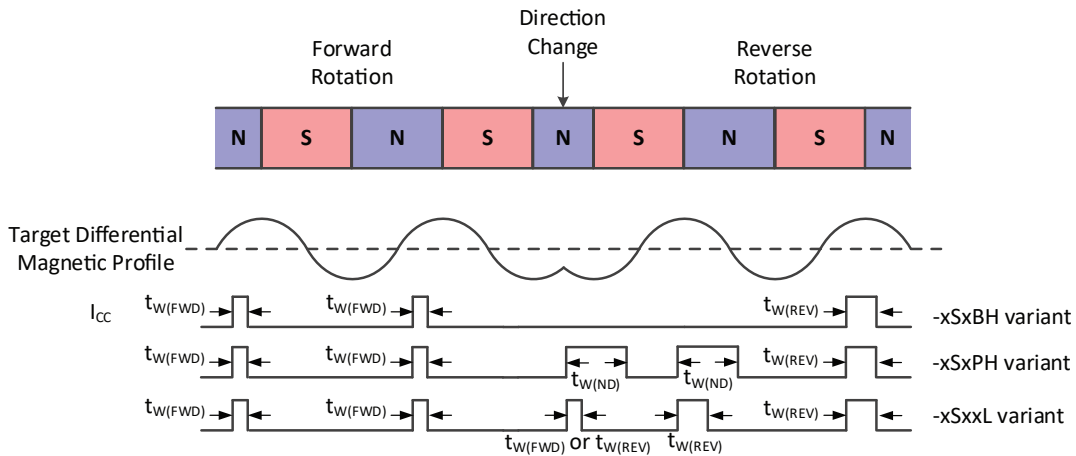 Direction
Change
Forward
Rotation
Reverse
Rotation
N S N S N S N S N
Target Differential
Magnetic Profile
I_CC t_W(FWD) t_W(FWD) t_W(REV) -xSxBH variant
t_W(FWD) t_W(FWD) t_W(ND) t_W(ND) t_W(REV) -xSxPH variant
t_W(FWD) t_W(FWD) t_W(REV) -xSxxL variant
t_W(FWD) or t_W(REV) t_W(REV)